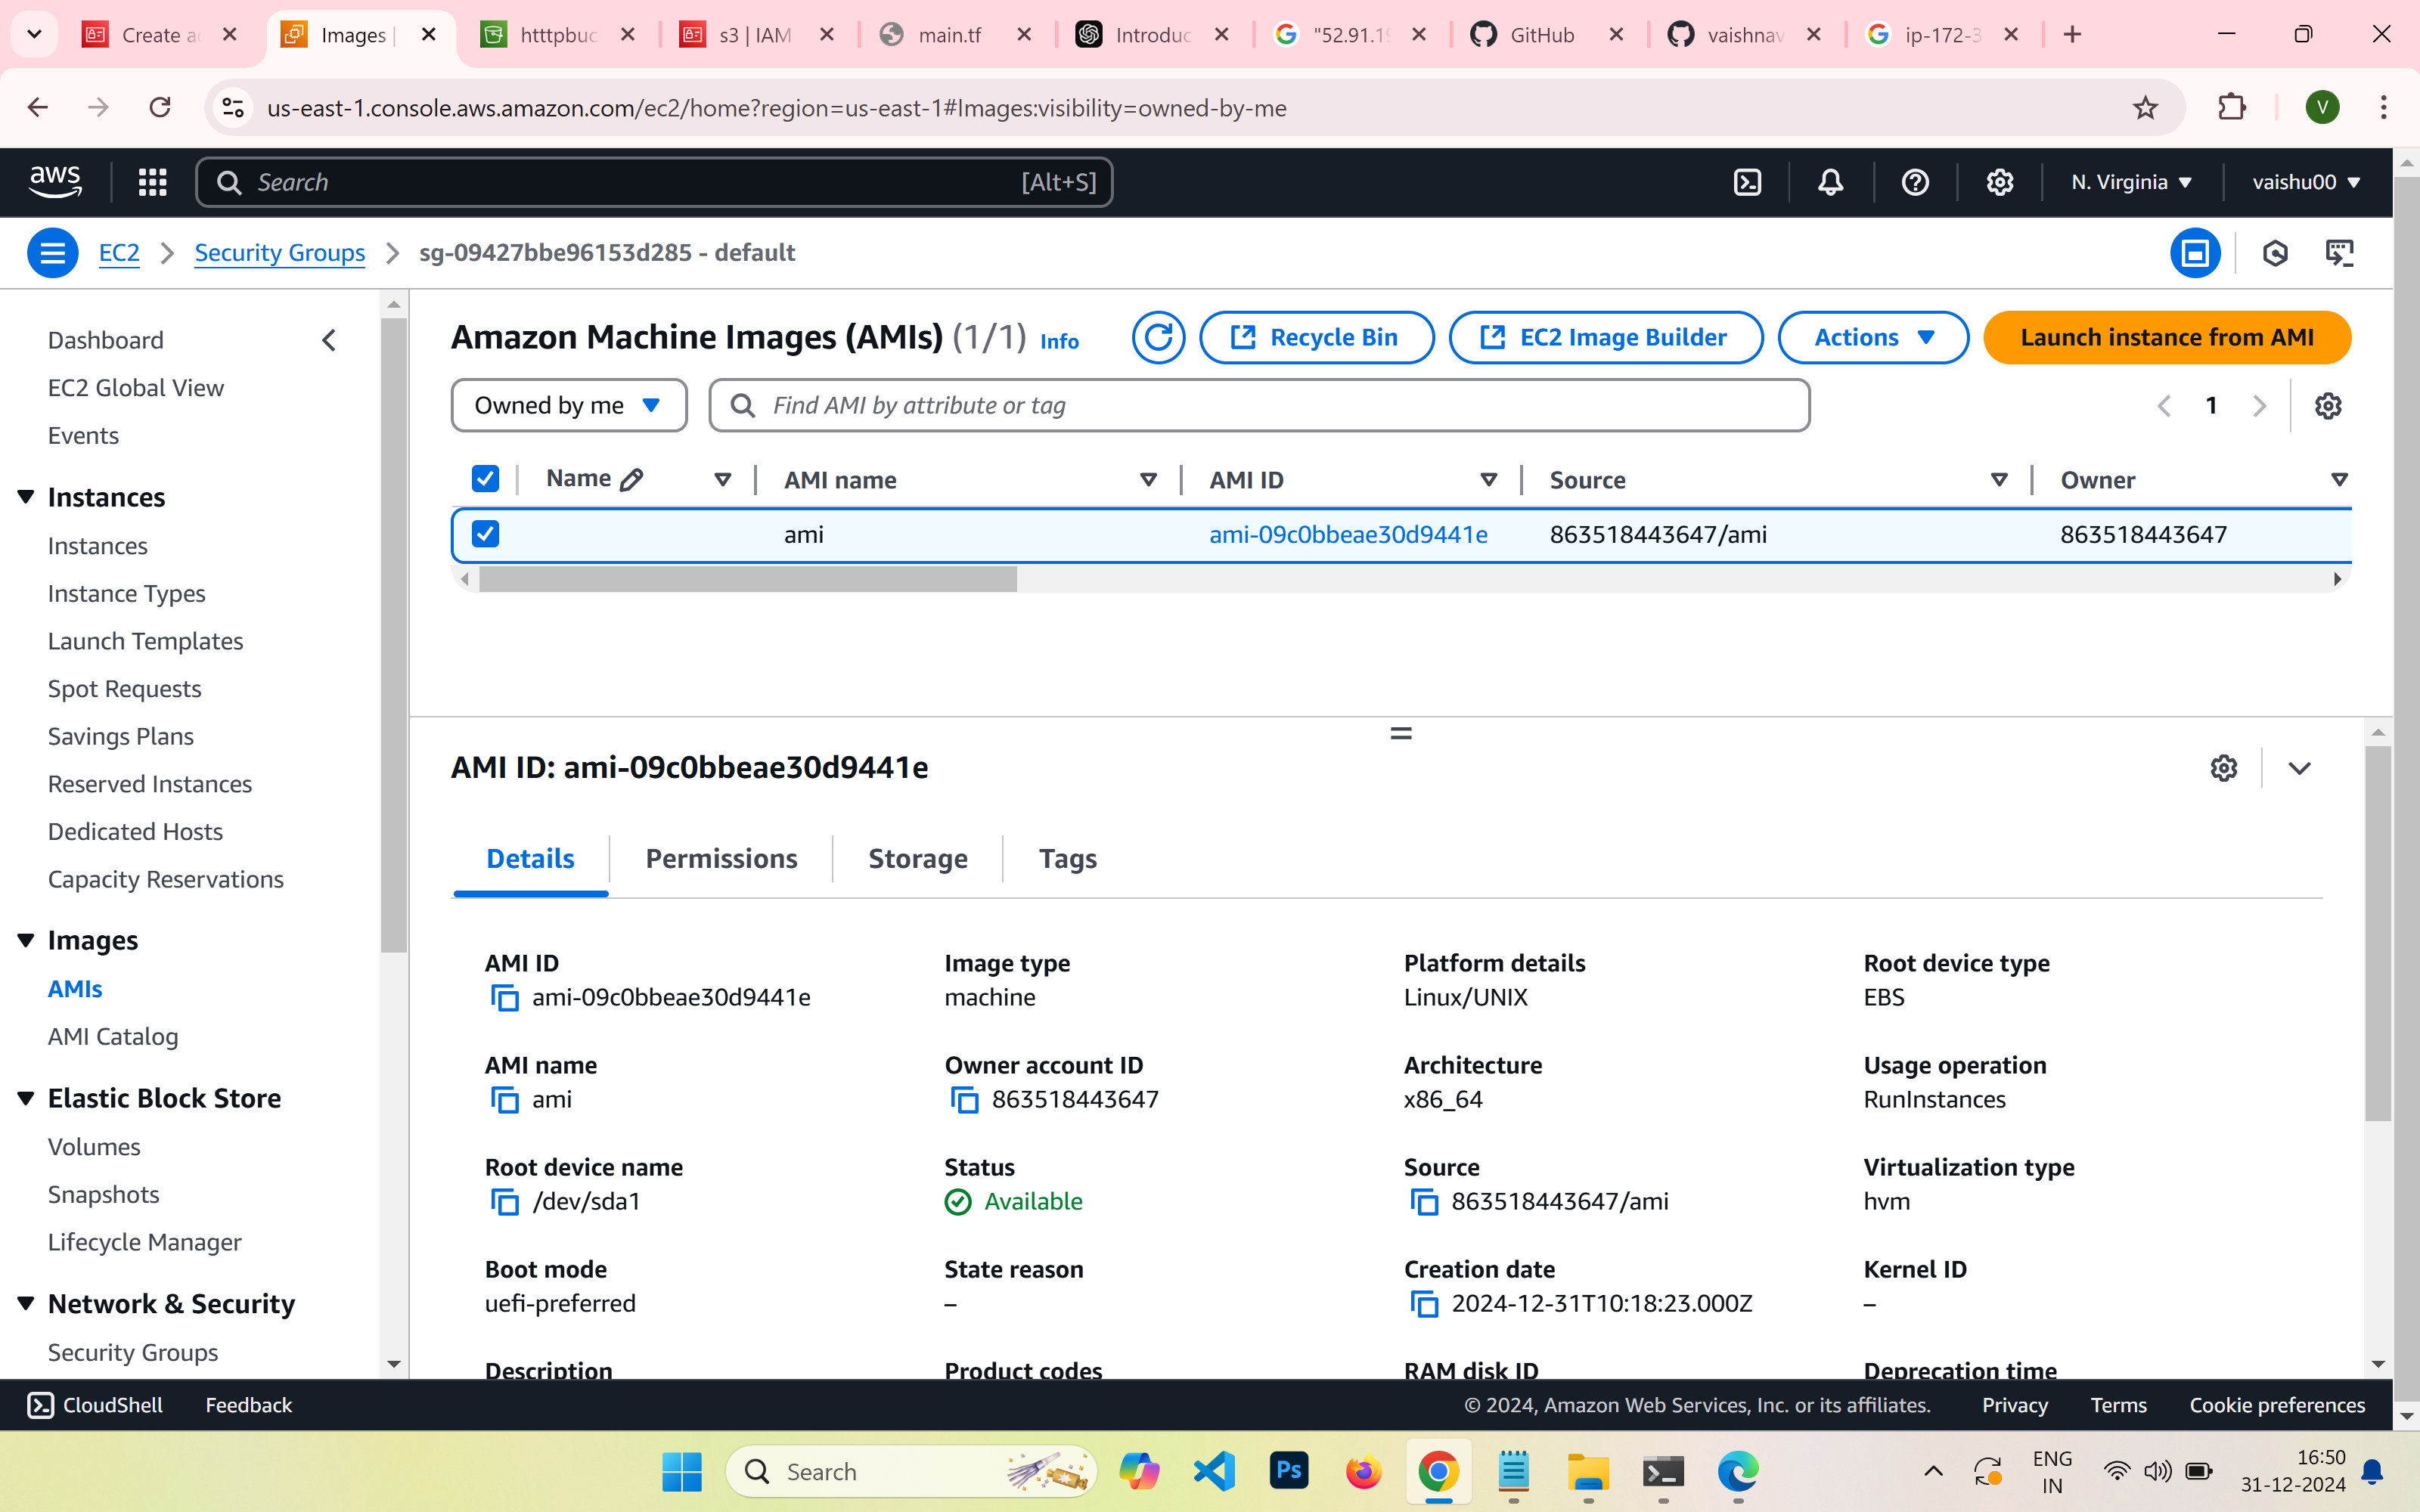 Create ac
Images |
htttpbuc
s3 | IAM
main.tf
Introduc
"52.91.19
GitHub
vaishnav
ip-172-3
us-east-1.console.aws.amazon.com/ec2/home?region=us-east-1#Images:visibility=owned-by-me
V
aws
Search
[Alt+S]
N. Virginia
vaishu00
EC2
Security Groups
sg-09427bbe96153d285 - default
Dashboard
EC2 Global View
Events
Instances
Instances
Instance Types
Launch Templates
Spot Requests
Savings Plans
Reserved Instances
Dedicated Hosts
Capacity Reservations
Images
AMIs
AMI Catalog
Elastic Block Store
Volumes
Snapshots
Lifecycle Manager
Network & Security
Security Groups
Amazon Machine Images (AMIs) (1/1) Info
Recycle Bin
EC2 Image Builder
Actions
Launch instance from AMI
Owned by me
Find AMI by attribute or tag
1
Name AMI name AMI ID Source Owner
ami ami-09c0bbeae30d9441e 863518443647/ami 863518443647
AMI ID: ami-09c0bbeae30d9441e
Details Permissions Storage Tags
AMI ID
ami-09c0bbeae30d9441e
Image type
machine
Platform details
Linux/UNIX
Root device type
EBS
AMI name
ami
Owner account ID
863518443647
Architecture
x86_64
Usage operation
RunInstances
Root device name
/dev/sda1
Status
Available
Source
863518443647/ami
Virtualization type
hvm
Boot mode
uefi-preferred
State reason
–
Creation date
2024-12-31T10:18:23.000Z
Kernel ID
–
Description
Product codes
RAM disk ID
Deprecation time
CloudShell
Feedback
© 2024, Amazon Web Services, Inc. or its affiliates.
Privacy
Terms
Cookie preferences
Search
Ps
ENG
IN
16:50
31-12-2024